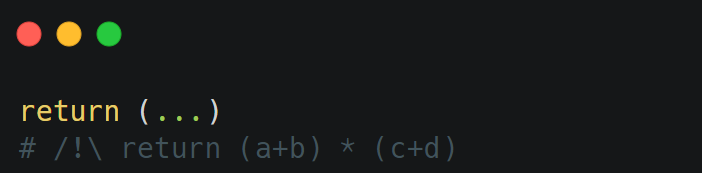 return (...)
# /!\ return (a+b) * (c+d)